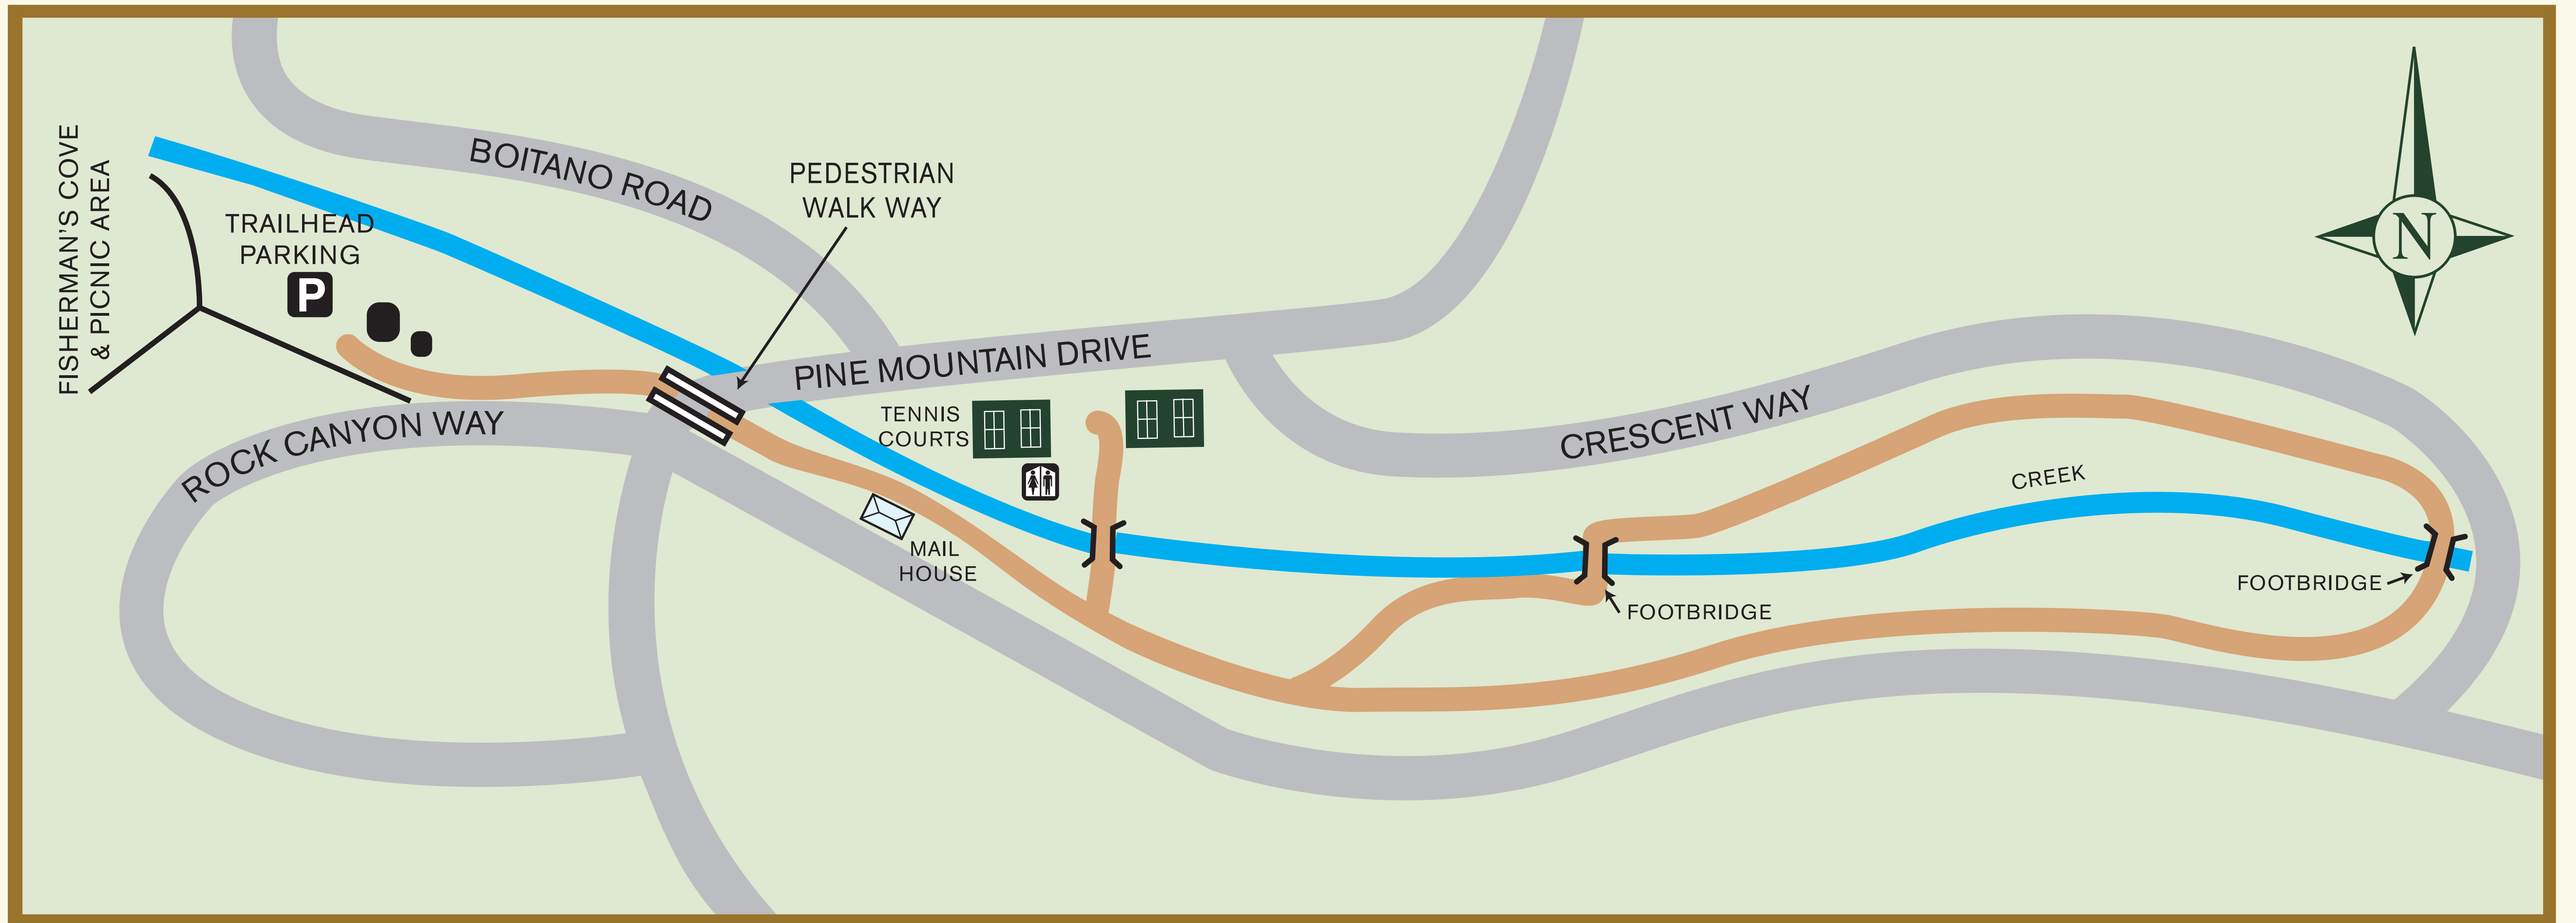 FISHERMAN'S COVE
& PICNIC AREA
TRAILHEAD
PARKING
P
BOITANO ROAD
PEDESTRIAN
WALK WAY
PINE MOUNTAIN DRIVE
ROCK CANYON WAY
TENNIS
COURTS
MAIL
HOUSE
CRESCENT WAY
CREEK
FOOTBRIDGE
FOOTBRIDGE
N